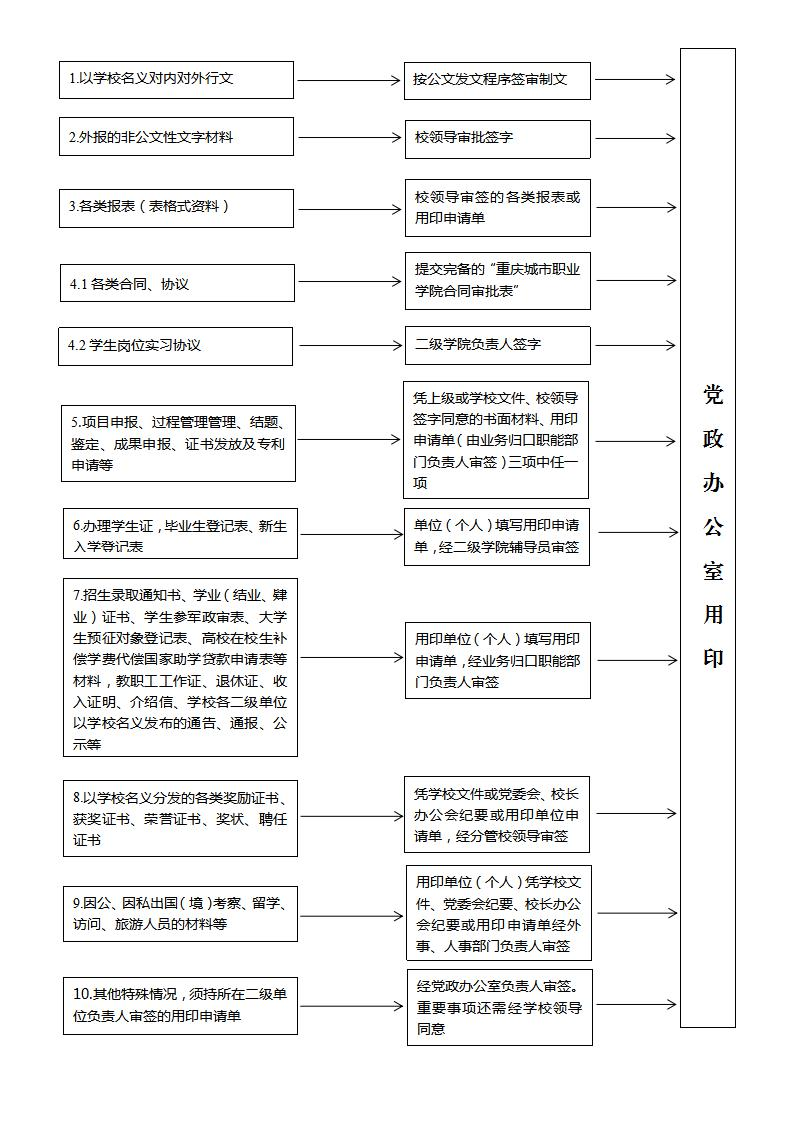 1.以学校名义对内对外行文
按公文发文程序签审制文
2.外报的非公文性文字材料
校领导审批签字
3.各类报表（表格式资料）
校领导审签的各类报表或
用印申请单
4.1 各类合同、协议
提交完备的“重庆城市职业
学院合同审批表”
4.2 学生岗位实习协议
二级学院负责人签字
5.项目申报、过程管理管理、结题、
鉴定、成果申报、证书发放及专利
申请等
凭上级或学校文件、校领导
签字同意的书面材料、用印
申请单（由业务归口职能部
门负责人审签）三项中任一
项
6.办理学生证，毕业生登记表、新生
入学登记表
单位（个人）填写用印申请
单，经二级学院辅导员审签
7.招生录取通知书、学业（结业、肄
业）证书、学生参军政审表、大学
生预征对象登记表、高校在校生补
偿学费代偿国家助学贷款申请表等
材料，教职工工作证、退休证、收
入证明、介绍信、学校各二级单位
以学校名义发布的通告、通报、公
示等
用印单位（个人）填写用印
申请单，经业务归口职能部
门负责人审签
8.以学校名义分发的各类奖励证书、
获奖证书、荣誉证书、奖状、聘任
证书
凭学校文件或党委会、校长
办公会纪要或用印单位申
请单，经分管校领导审签
9.因公、因私出国（境）考察、留学、
访问、旅游人员的材料等
用印单位（个人）凭学校文
件、党委会纪要、校长办公
会纪要或用印申请单经外
事、人事部门负责人审签
10.其他特殊情况，须持所在二级单
位负责人审签的用印申请单
经党政办公室负责人审签。
重要事项还需经学校领导
同意
党政办公室用印